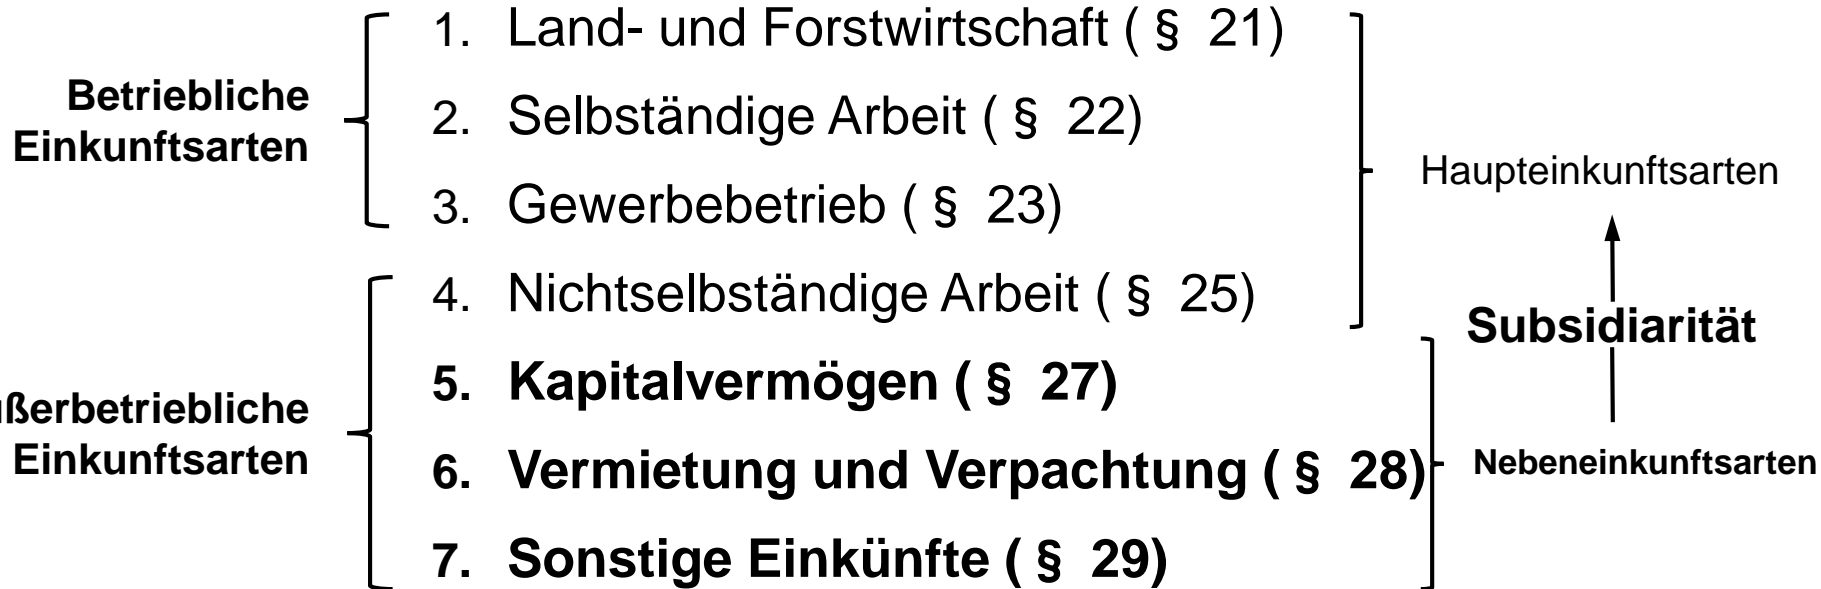 1. Land- und Forstwirtschaft ( § 21)
Betriebliche
Einkunftsarten
2. Selbständige Arbeit ( § 22)
3. Gewerbebetrieb ( § 23)
Haupteinkunftsarten
4. Nichtselbständige Arbeit ( § 25)
Subsidiarität
5. Kapitalvermögen ( § 27)
ußerbetriebliche
Einkunftsarten
6. Vermietung und Verpachtung ( § 28)
Nebeneinkunftsarten
7. Sonstige Einkünfte ( § 29)